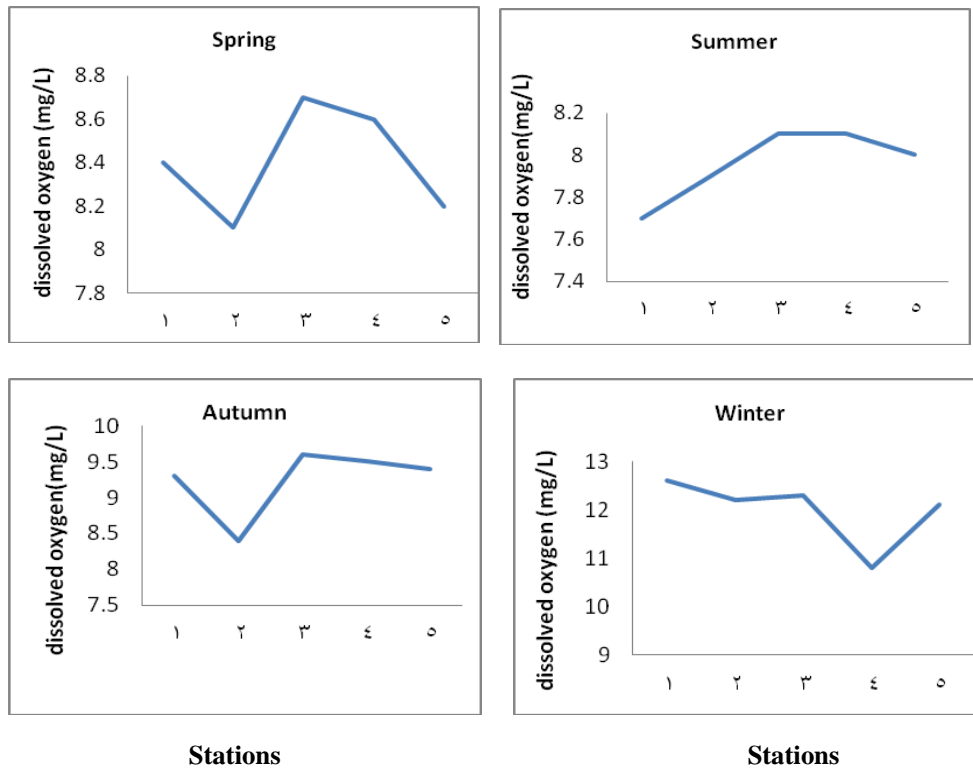 Spring
dissolved oxygen (mg/L)
8.8
8.6
8.4
8.2
8
7.8
١ ٢ ٣ ٤ ٥
Summer
dissolved oxygen(mg/L)
8.2
8
7.8
7.6
7.4
١ ٢ ٣ ٤ ٥
Autumn
dissolved oxygen(mg/L)
10
9.5
9
8.5
8
7.5
١ ٢ ٣ ٤ ٥
Winter
dissolved oxygen (mg/L)
13
12
11
10
9
١ ٢ ٣ ٤ ٥
Stations
Stations